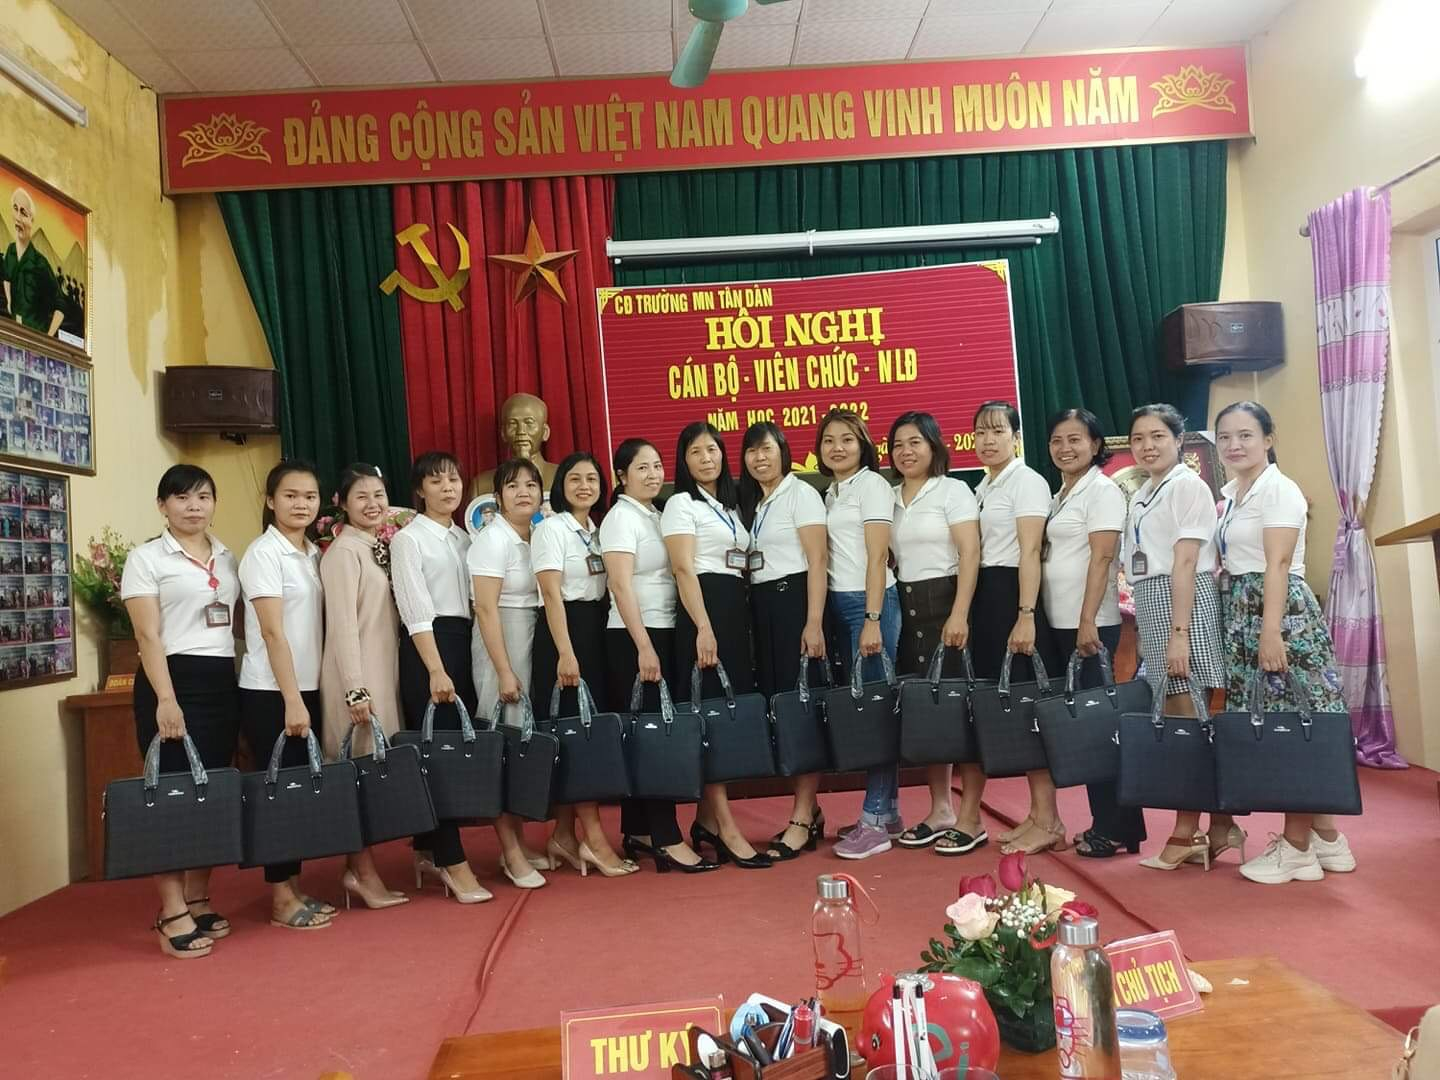 ĐẢNG CỘNG SẢN VIỆT NAM QUANG VINH MUÔN NĂM
CĐ TRƯỜNG MN TÂN DÂN
HỘI NGHỊ
CÁN BỘ - VIÊN CHỨC - NLĐ
NĂM HỌC 2021 - 2022
THƯ KÝ
CHỦ TỊCH